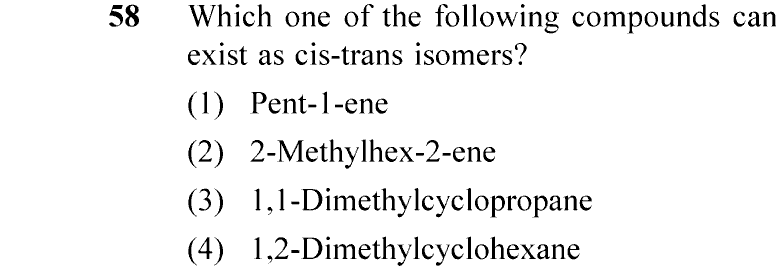 58 Which one of the following compounds can
exist as cis-trans isomers?
(1) Pent-1-ene
(2) 2-Methylhex-2-ene
(3) 1,1-Dimethylcyclopropane
(4) 1,2-Dimethylcyclohexane